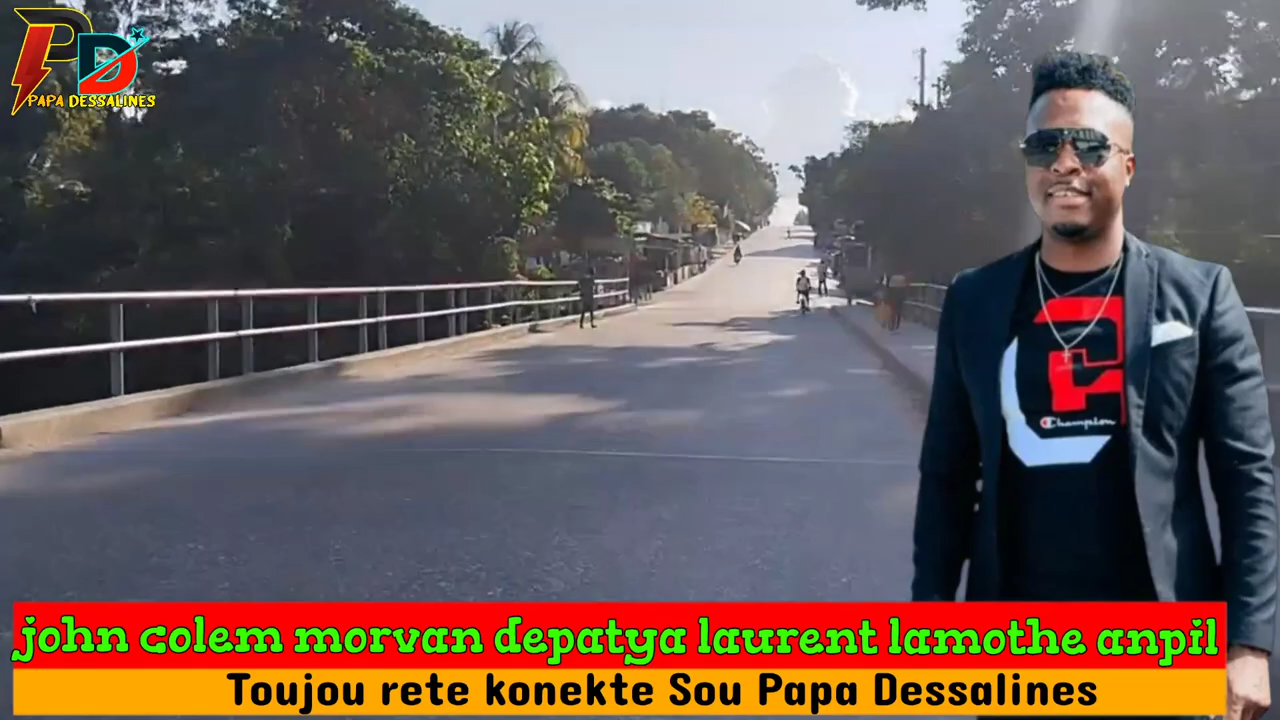 PD
PAPA DESSALINES
Champion
john colem morvan depatya laurent lamothe anpil
Toujou rete konekte Sou Papa Dessalines